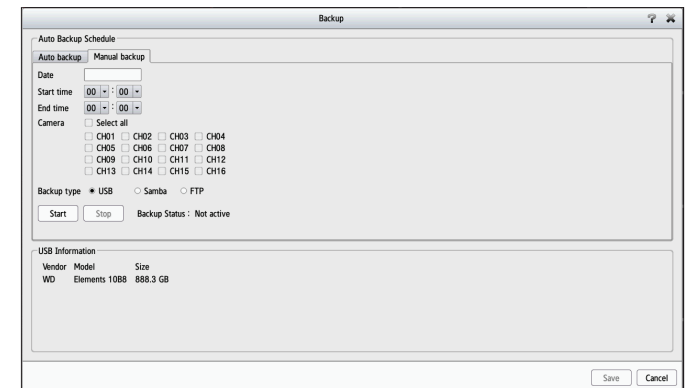 Backup
?
Auto Backup Schedule
Auto backup Manual backup
Date
Start time 00 : 00
End time 00 : 00
Camera Select all
CH01 CH02 CH03 CH04
CH05 CH06 CH07 CH08
CH09 CH10 CH11 CH12
CH13 CH14 CH15 CH16
Backup type USB Samba FTP
Start Stop Backup Status : Not active
USB Information
Vendor Model Size
WD Elements 10B8 888.3 GB
Save Cancel